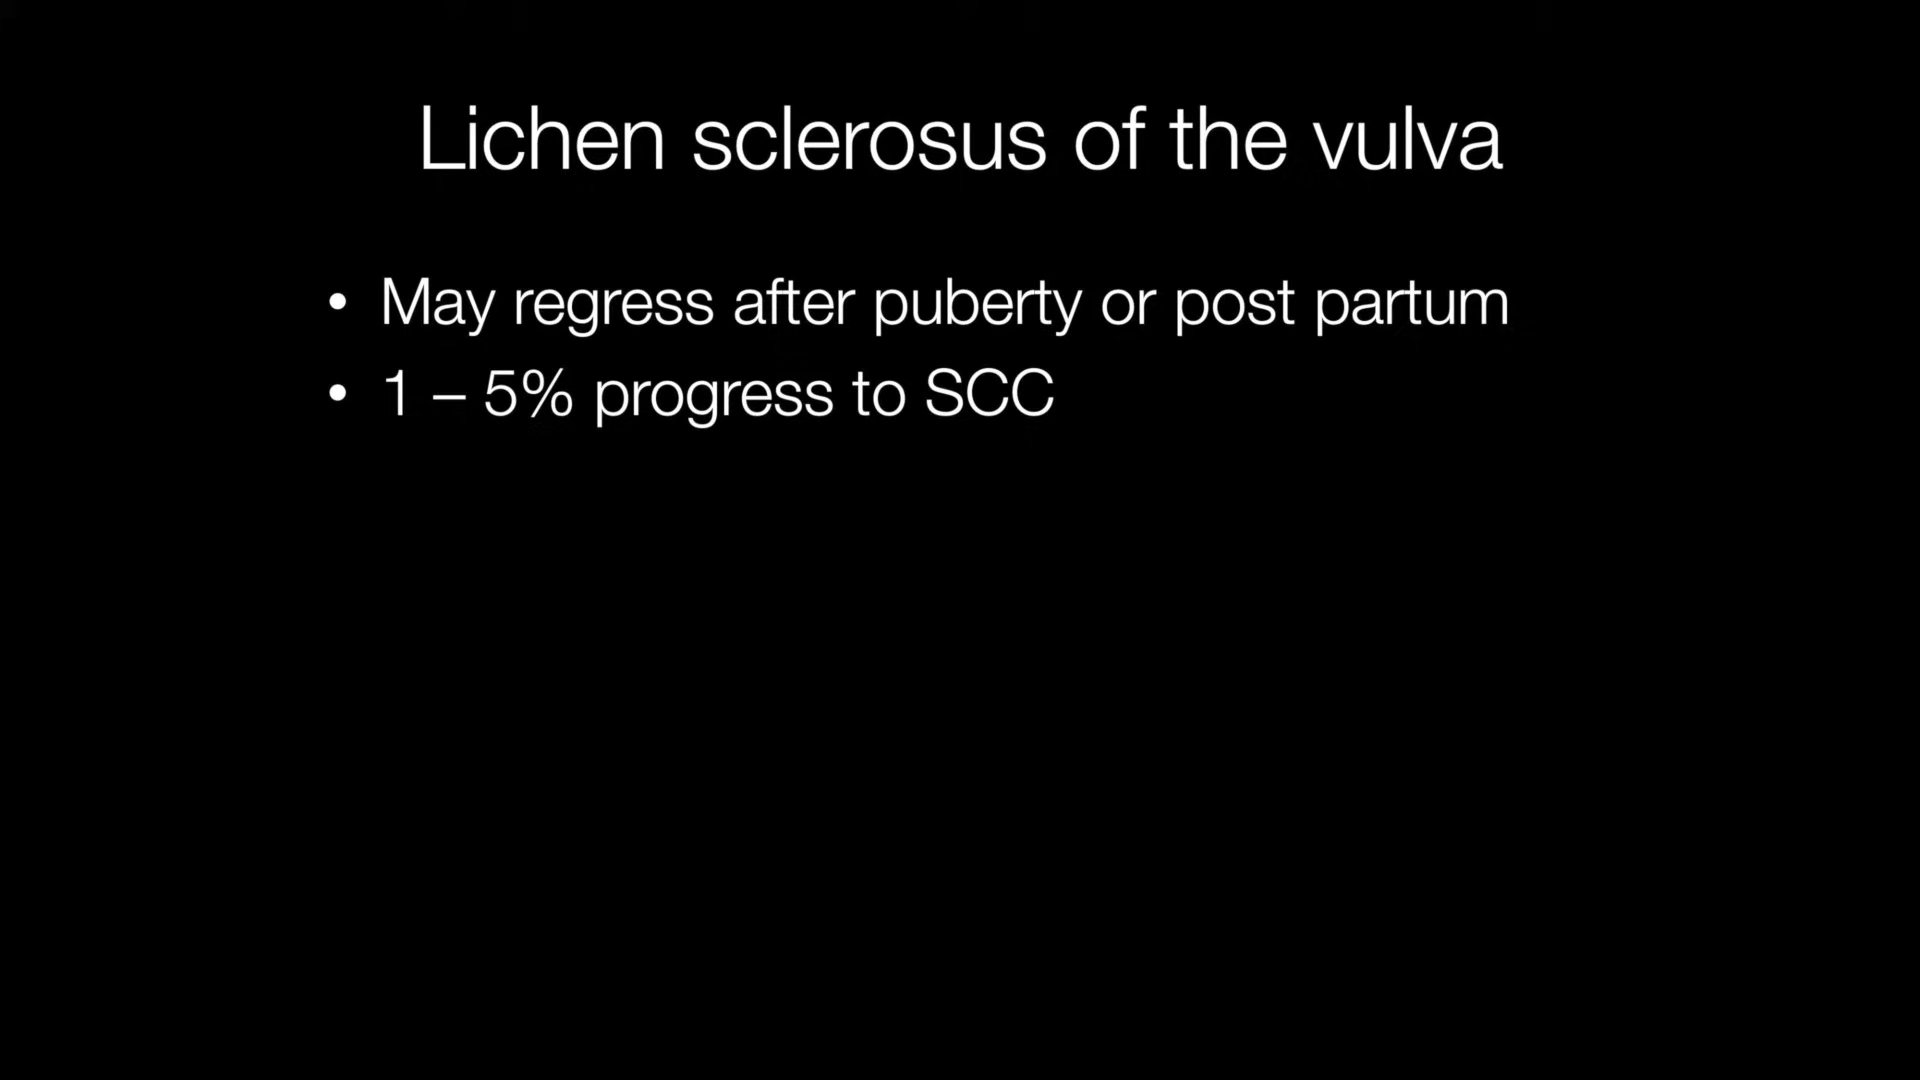 Lichen sclerosus of the vulva
• May regress after puberty or post partum
• 1 – 5% progress to SCC